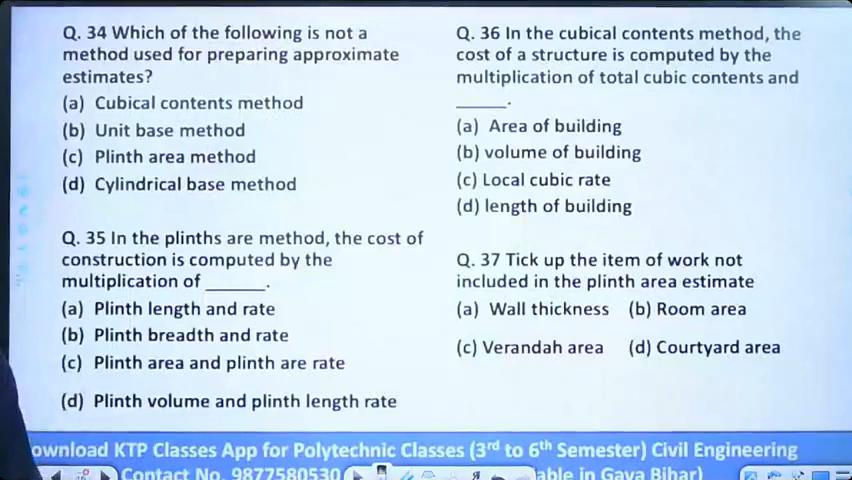 Q. 34 Which of the following is not a
method used for preparing approximate
estimates?
(a) Cubical contents method
(b) Unit base method
(c) Plinth area method
(d) Cylindrical base method
Q. 35 In the plinths are method, the cost of
construction is computed by the
multiplication of ______.
(a) Plinth length and rate
(b) Plinth breadth and rate
(c) Plinth area and plinth are rate
(d) Plinth volume and plinth length rate
Q. 36 In the cubical contents method, the
cost of a structure is computed by the
multiplication of total cubic contents and
______.
(a) Area of building
(b) volume of building
(c) Local cubic rate
(d) length of building
Q. 37 Tick up the item of work not
included in the plinth area estimate
(a) Wall thickness (b) Room area
(c) Verandah area (d) Courtyard area
ownload KTP Classes App for Polytechnic Classes (3rd to 6th Semester) Civil Engineering
Contact No. 9877580530 able in Gaya Bihar)